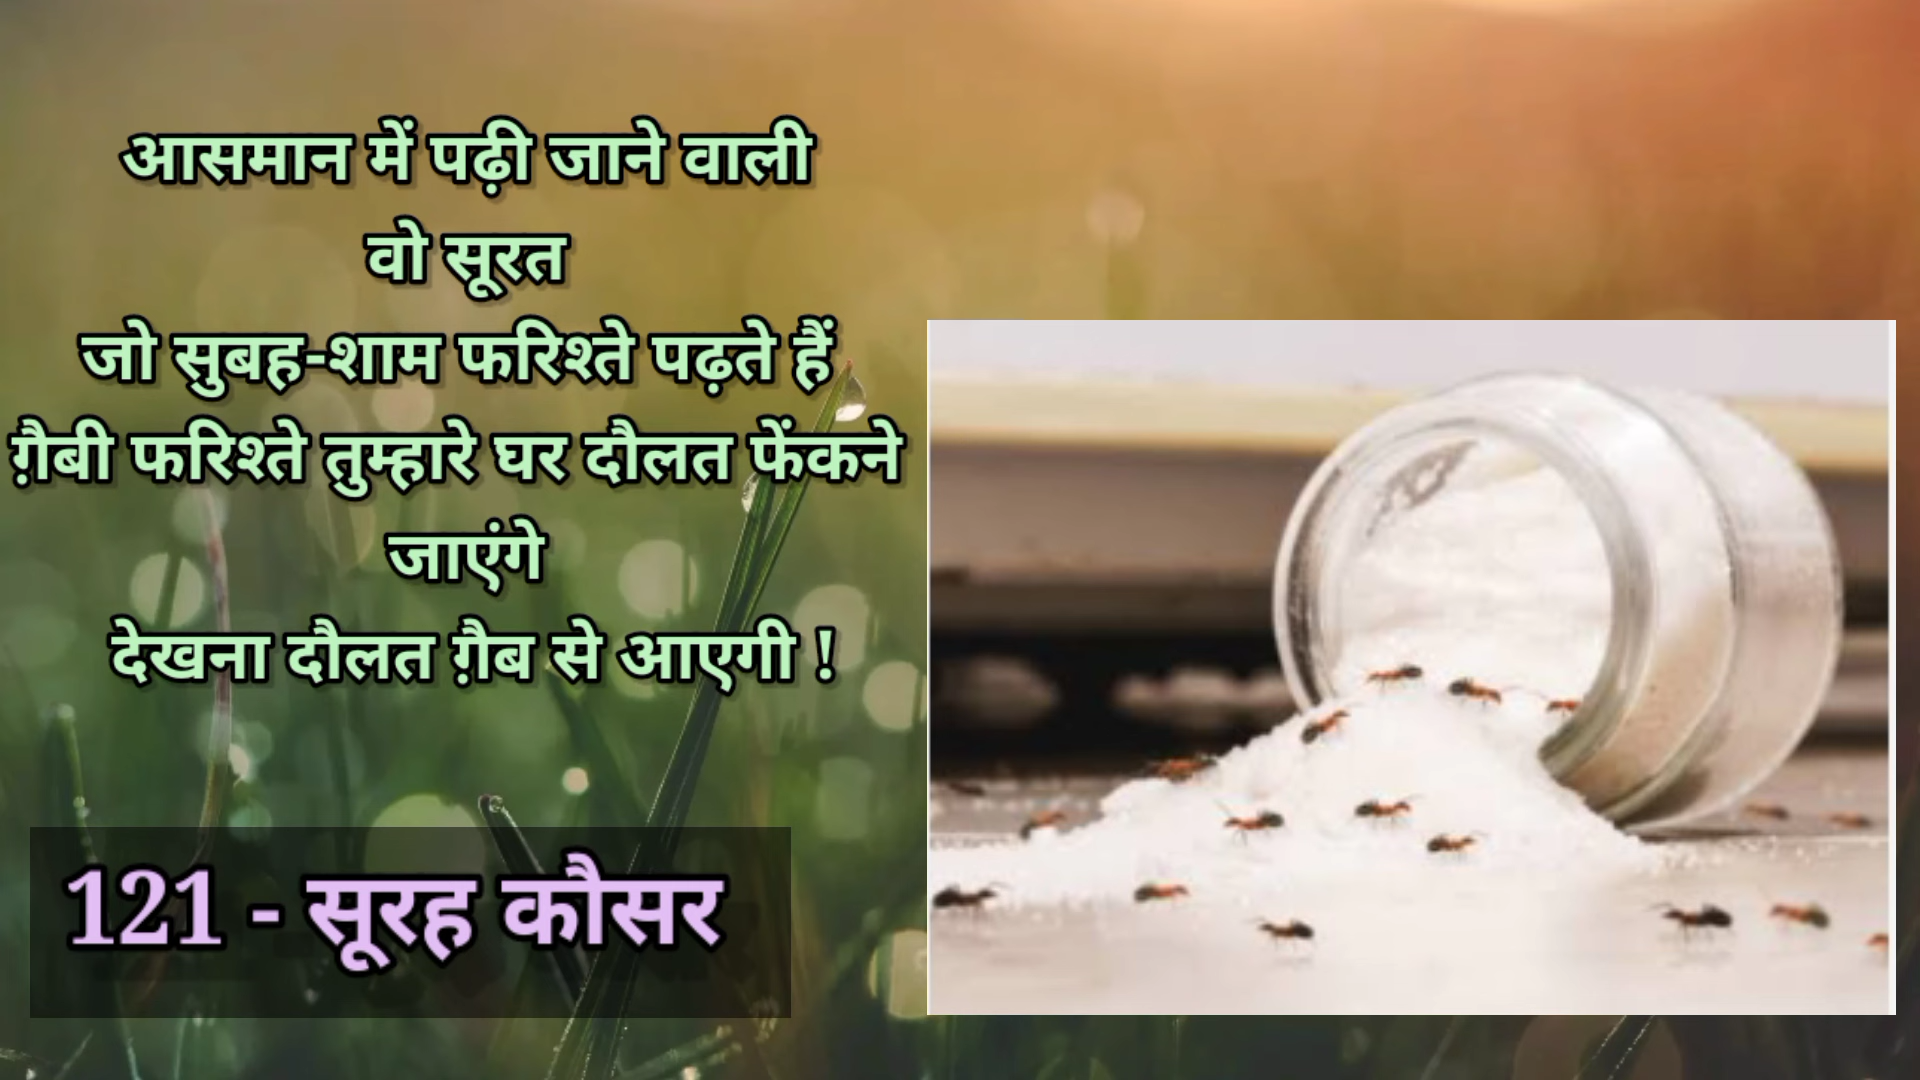 आसमान में पढ़ी जाने वाली
वो सूरत
जो सुबह-शाम फरिश्ते पढ़ते हैं
ग़ैबी फरिश्ते तुम्हारे घर दौलत फेंकने
जाएंगे
देखना दौलत ग़ैब से आएगी !
121 - सूरह कौसर